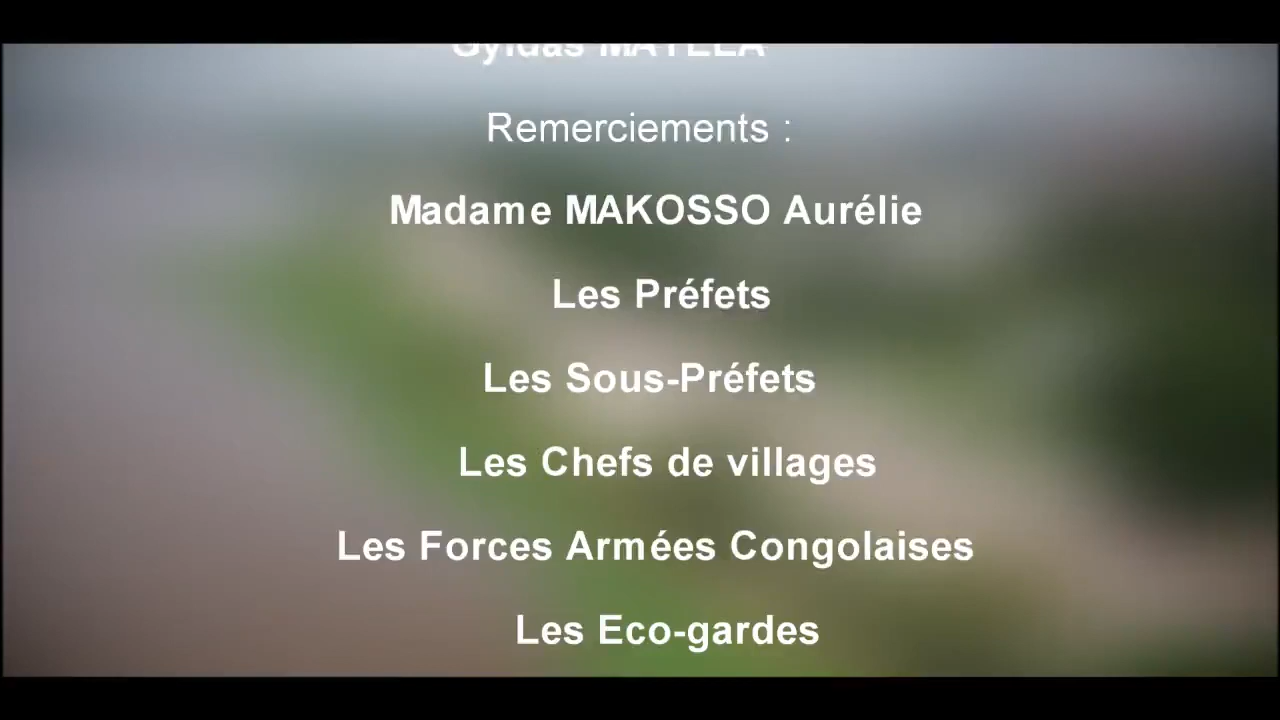 Remerciements :
Madame MAKOSSO Aurélie
Les Préfets
Les Sous-Préfets
Les Chefs de villages
Les Forces Armées Congolaises
Les Eco-gardes